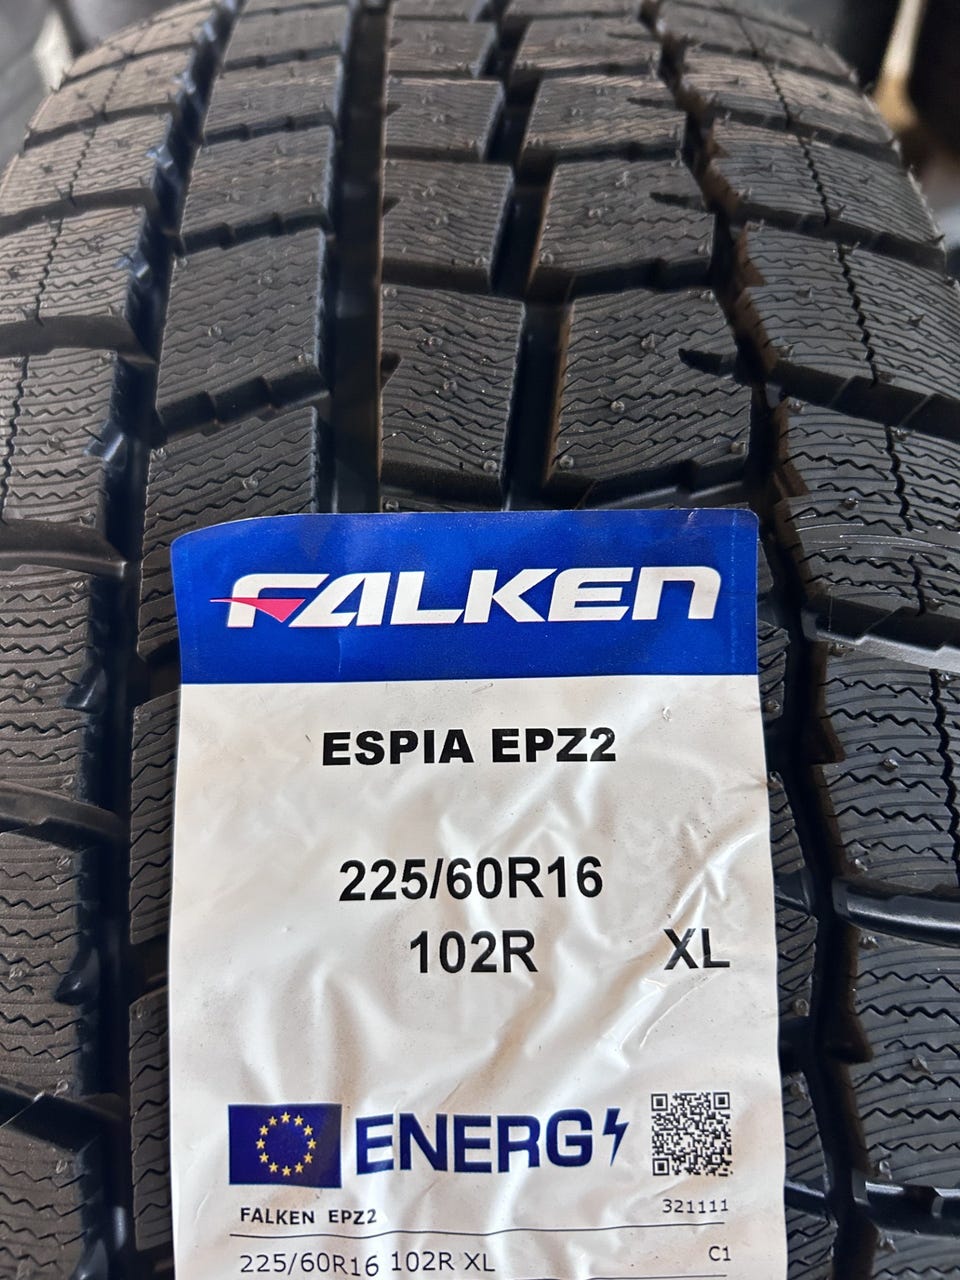 FALKEN
ESPIA EPZ2
225/60R16
102R XL
ENERG
FALKEN EPZ2 321111
225/60R16 102R XL C1